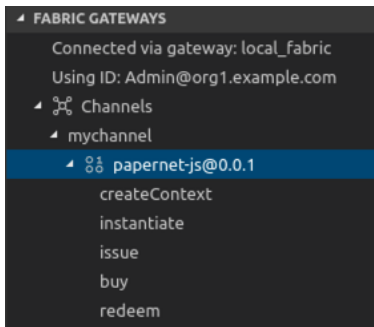 FABRIC GATEWAYS
Connected via gateway: local_fabric
Using ID: Admin@org1.example.com
Channels
mychannel
papernet-js@0.0.1
createContext
instantiate
issue
buy
redeem